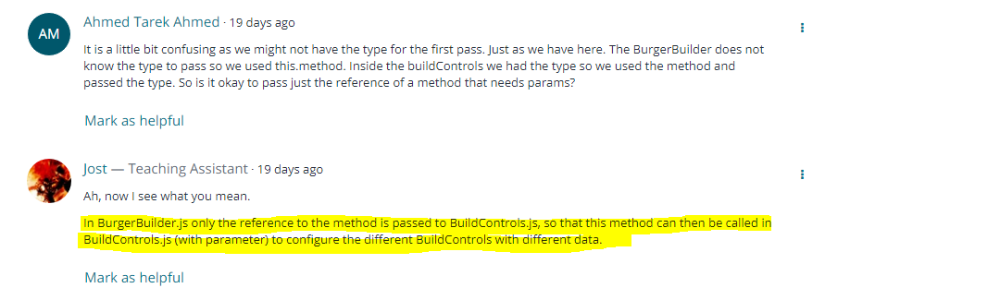 AM
Ahmed Tarek Ahmed · 19 days ago
It is a little bit confusing as we might not have the type for the first pass. Just as we have here. The BurgerBuilder does not
know the type to pass so we used this.method. Inside the buildControls we had the type so we used the method and
passed the type. So is it okay to pass just the reference of a method that needs params?
Mark as helpful
Jost — Teaching Assistant · 19 days ago
Ah, now I see what you mean.
In BurgerBuilder.js only the reference to the method is passed to BuildControls.js, so that this method can then be called in
BuildControls.js (with parameter) to configure the different BuildControls with different data.
Mark as helpful